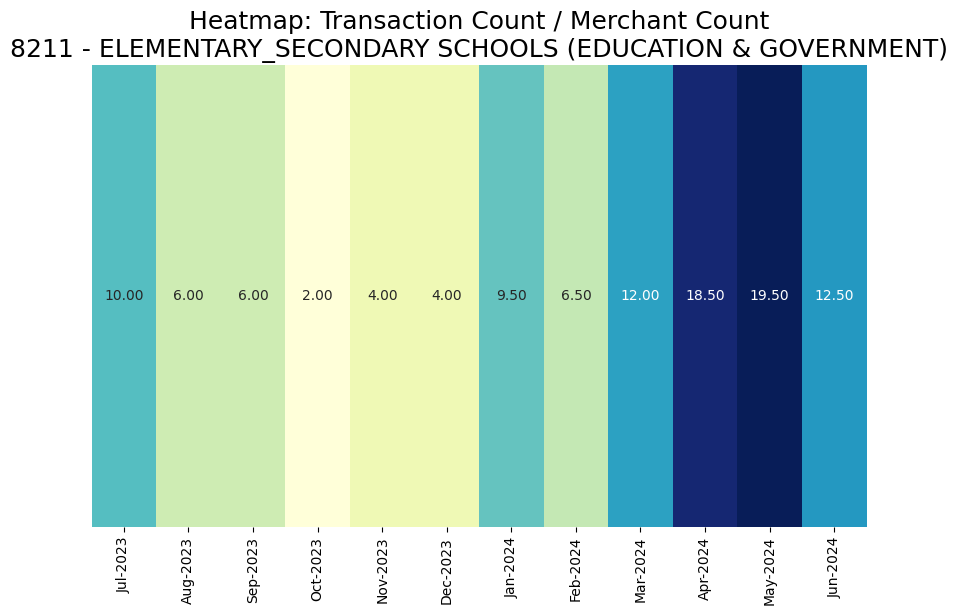 Heatmap: Transaction Count / Merchant Count
8211 - ELEMENTARY_SECONDARY SCHOOLS (EDUCATION & GOVERNMENT)
10.00 6.00 6.00 2.00 4.00 4.00 9.50 6.50 12.00 18.50 19.50 12.50
Jul-2023 Aug-2023 Sep-2023 Oct-2023 Nov-2023 Dec-2023 Jan-2024 Feb-2024 Mar-2024 Apr-2024 May-2024 Jun-2024